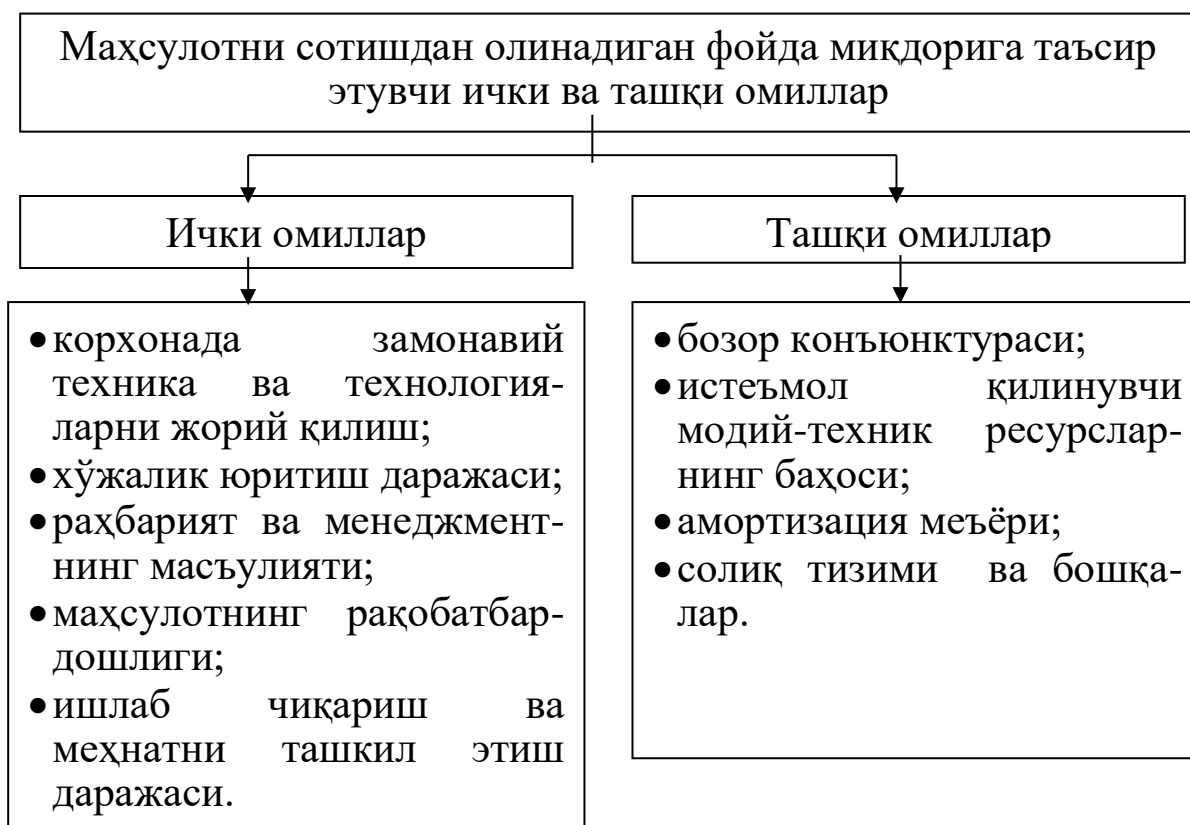 Маҳсулотни сотишдан олинадиган фойда миқдорига таъсир
этувчи ички ва ташқи омиллар
Ички омиллар
• корхонада замонавий
техника ва технология-
ларни жорий қилиш;
• хўжалик юритиш даражаси;
• раҳбарият ва менеджмент-
нинг масъулияти;
• маҳсулотнинг рақобатбар-
дошлиги;
• ишлаб чиқариш ва
меҳнатни ташкил этиш
даражаси.
Ташқи омиллар
• бозор конъюнктураси;
• истеъмол қилинувчи
модий-техник ресурслар-
нинг баҳоси;
• амортизация меъёри;
• солиқ тизими ва бошқа-
лар.